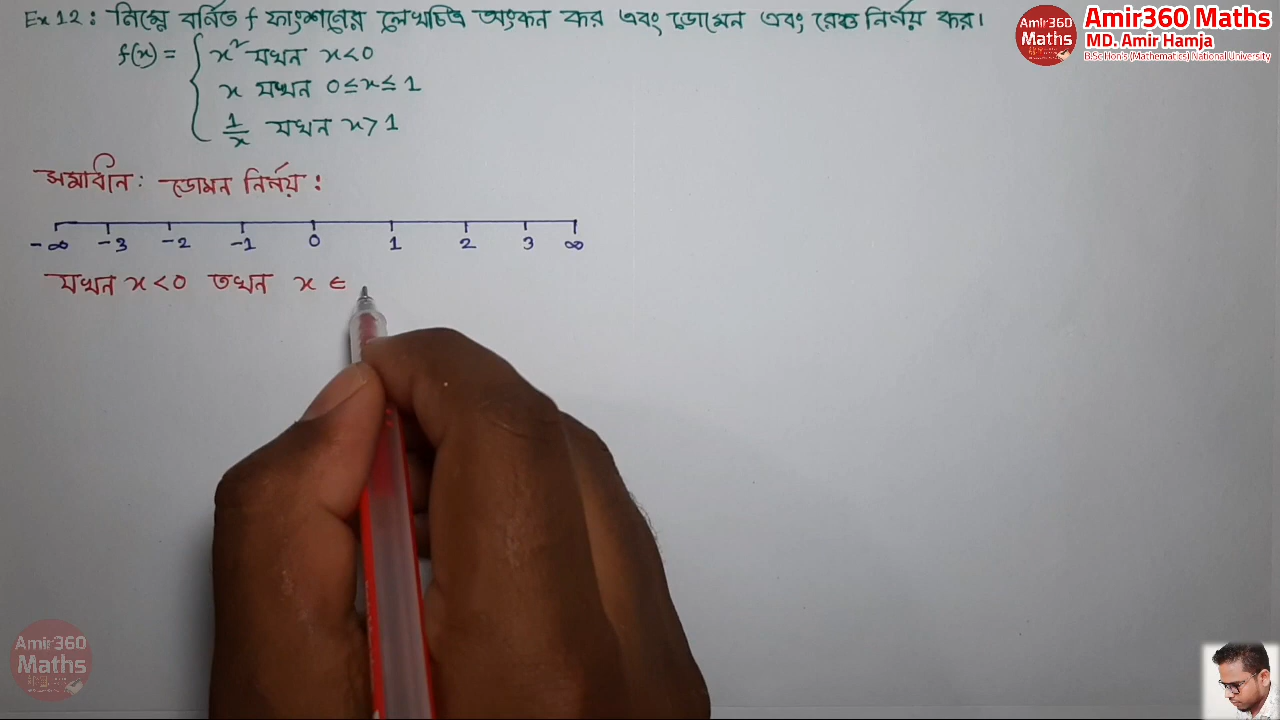 Ex 12: নিম্নে বর্নিত f ফাংশনের লেখচিত্র অংকন কর এবং ডোমেন এবং রেঞ্জ নির্নয় কর।
f(x) = { x² যখন x < 0
x যখন 0 ≤ x ≤ 1
1/x যখন x > 1
সমাধান: ডোমেন নির্নয়:
-∞ -3 -2 -1 0 1 2 3 ∞
যখন x < 0 তখন x ∈
Amir360 Maths
Amir360 Maths
MD. Amir Hamja
B.Sc Hon's (Mathematics) National University
Amir360 Maths